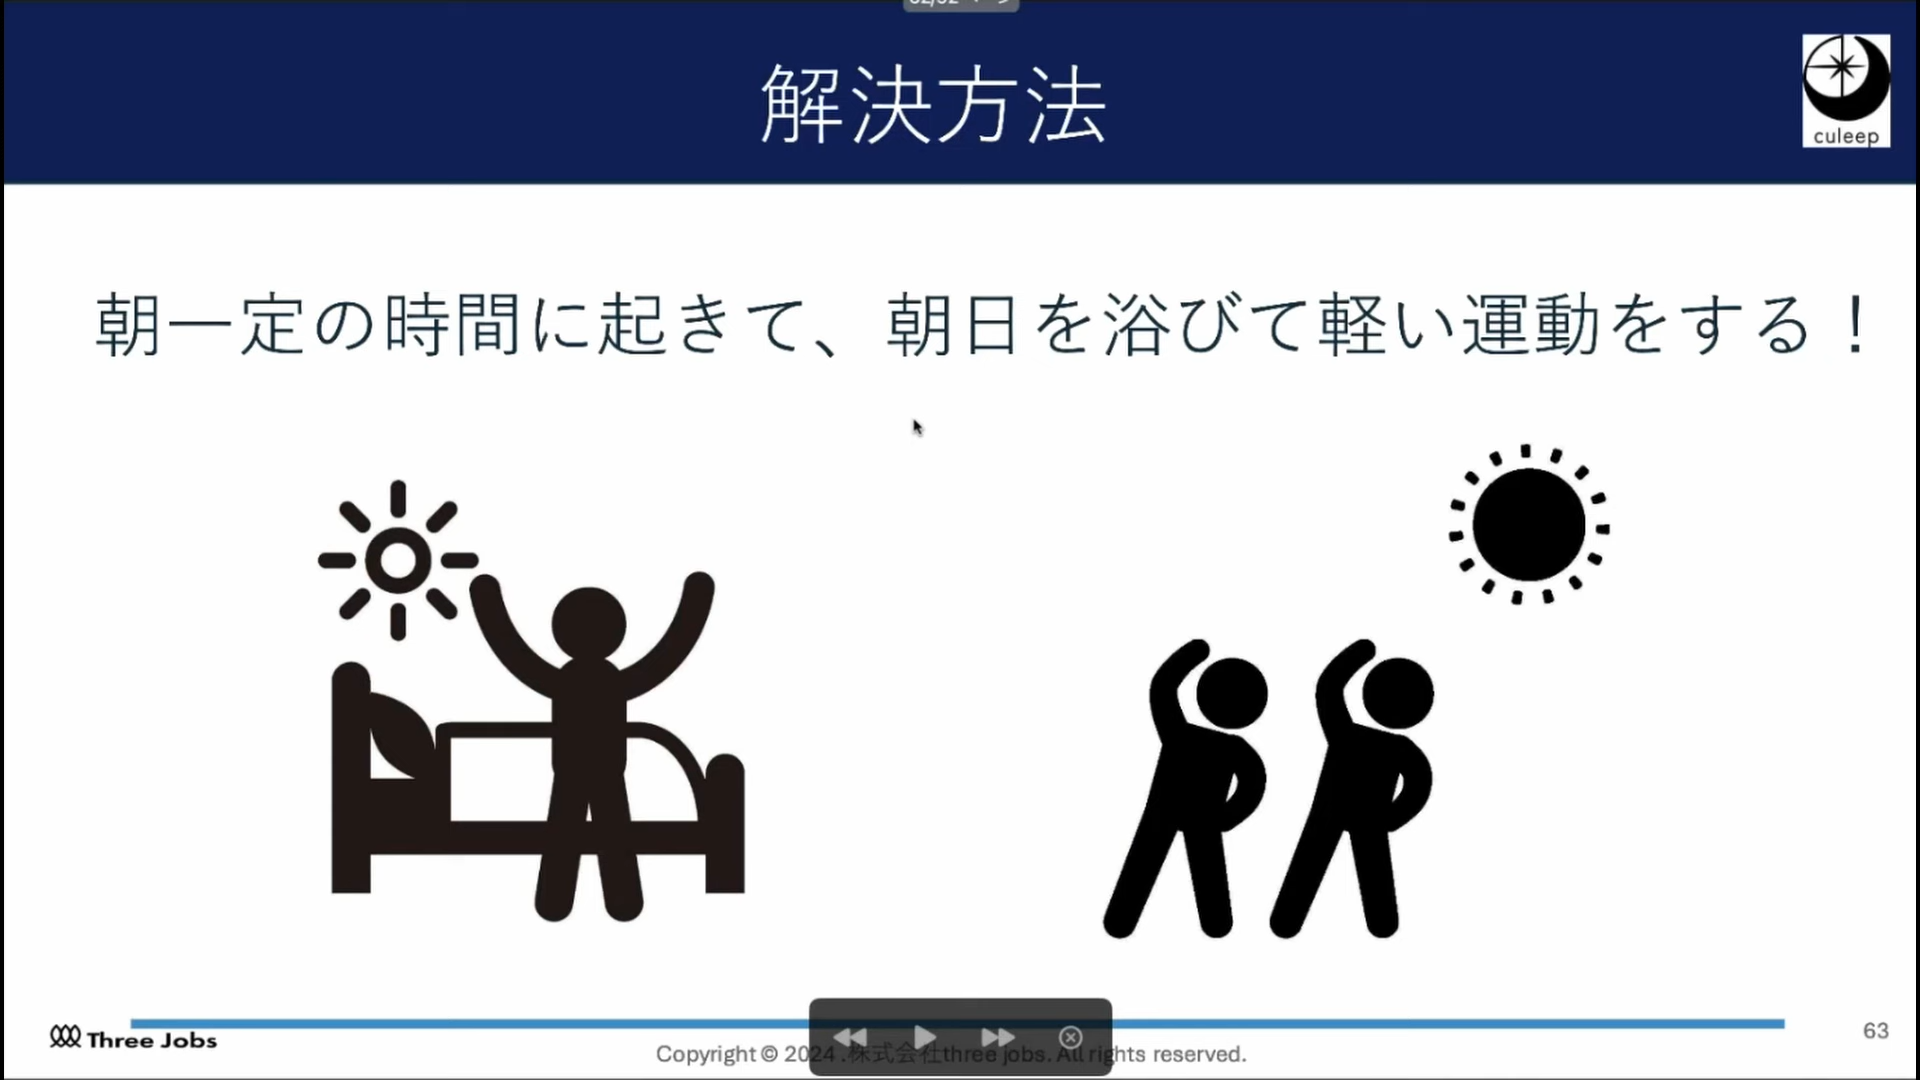 解決方法
culeep
朝一定の時間に起きて、朝日を浴びて軽い運動をする！
Three Jobs
Copyright © 2024 .株式会社three jobs. All rights reserved.
63